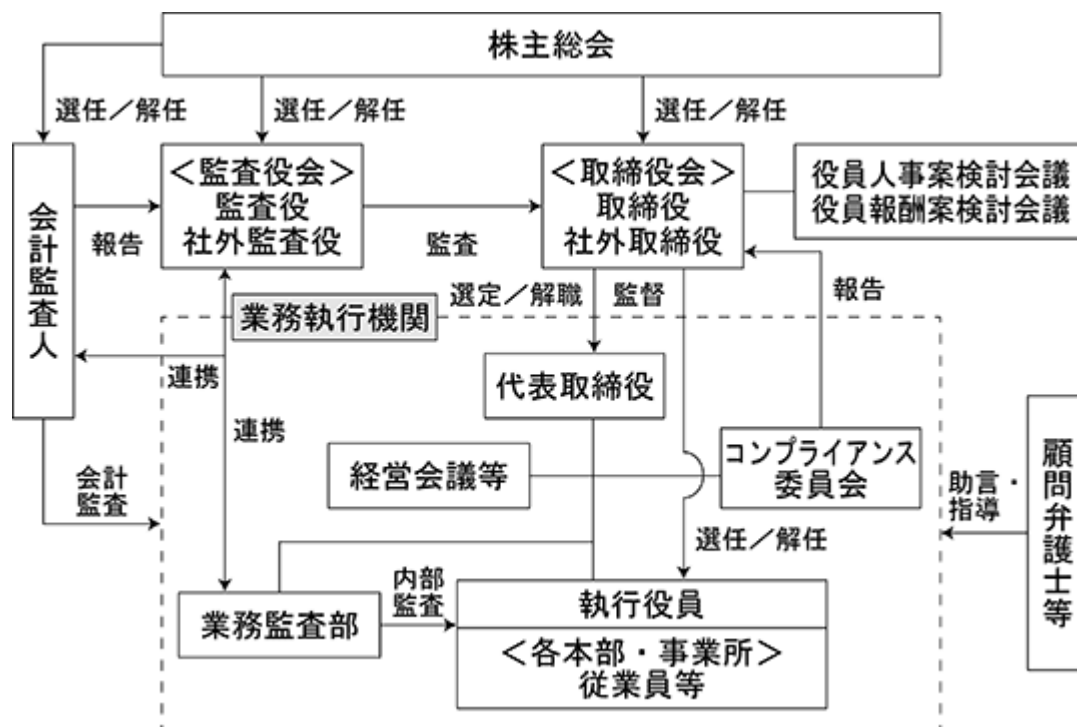 株主総会
選任／解任
選任／解任
選任／解任
＜監査役会＞
監査役
社外監査役
＜取締役会＞
取締役
社外取締役
役員人事案検討会議
役員報酬案検討会議
会計監査人
報告
監査
選定／解職
監督
報告
業務執行機関
連携
代表取締役
連携
経営会議等
コンプライアンス
委員会
会計
監査
助言・
指導
顧問弁護士等
選任／解任
内部
監査
業務監査部
執行役員
＜各本部・事業所＞
従業員等